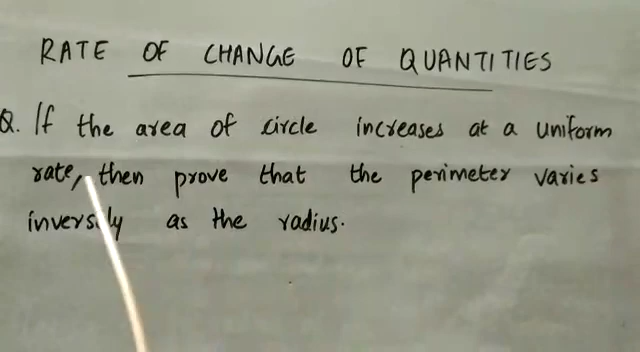 RATE OF CHANGE OF QUANTITIES
Q. If the area of circle increases at a uniform
rate, then prove that the perimeter varies
inversely as the radius.